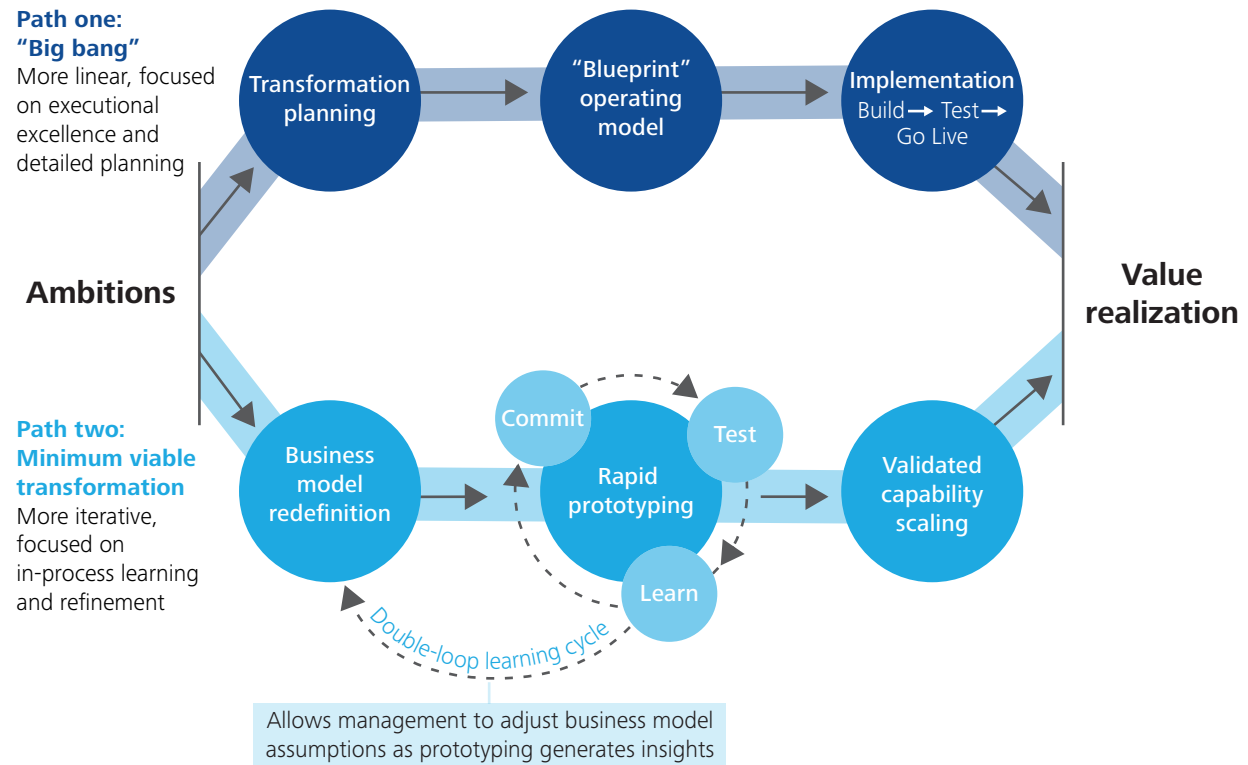 Path one:
“Big bang”
More linear, focused
on executional
excellence and
detailed planning
Transformation
planning
“Blueprint”
operating
model
Implementation
Build→ Test→
Go Live
Ambitions
Value
realization
Path two:
Minimum viable
transformation
More iterative,
focused on
in-process learning
and refinement
Business
model
redefinition
Commit
Test
Rapid
prototyping
Learn
Validated
capability
scaling
Double-loop learning cycle
Allows management to adjust business model
assumptions as prototyping generates insights